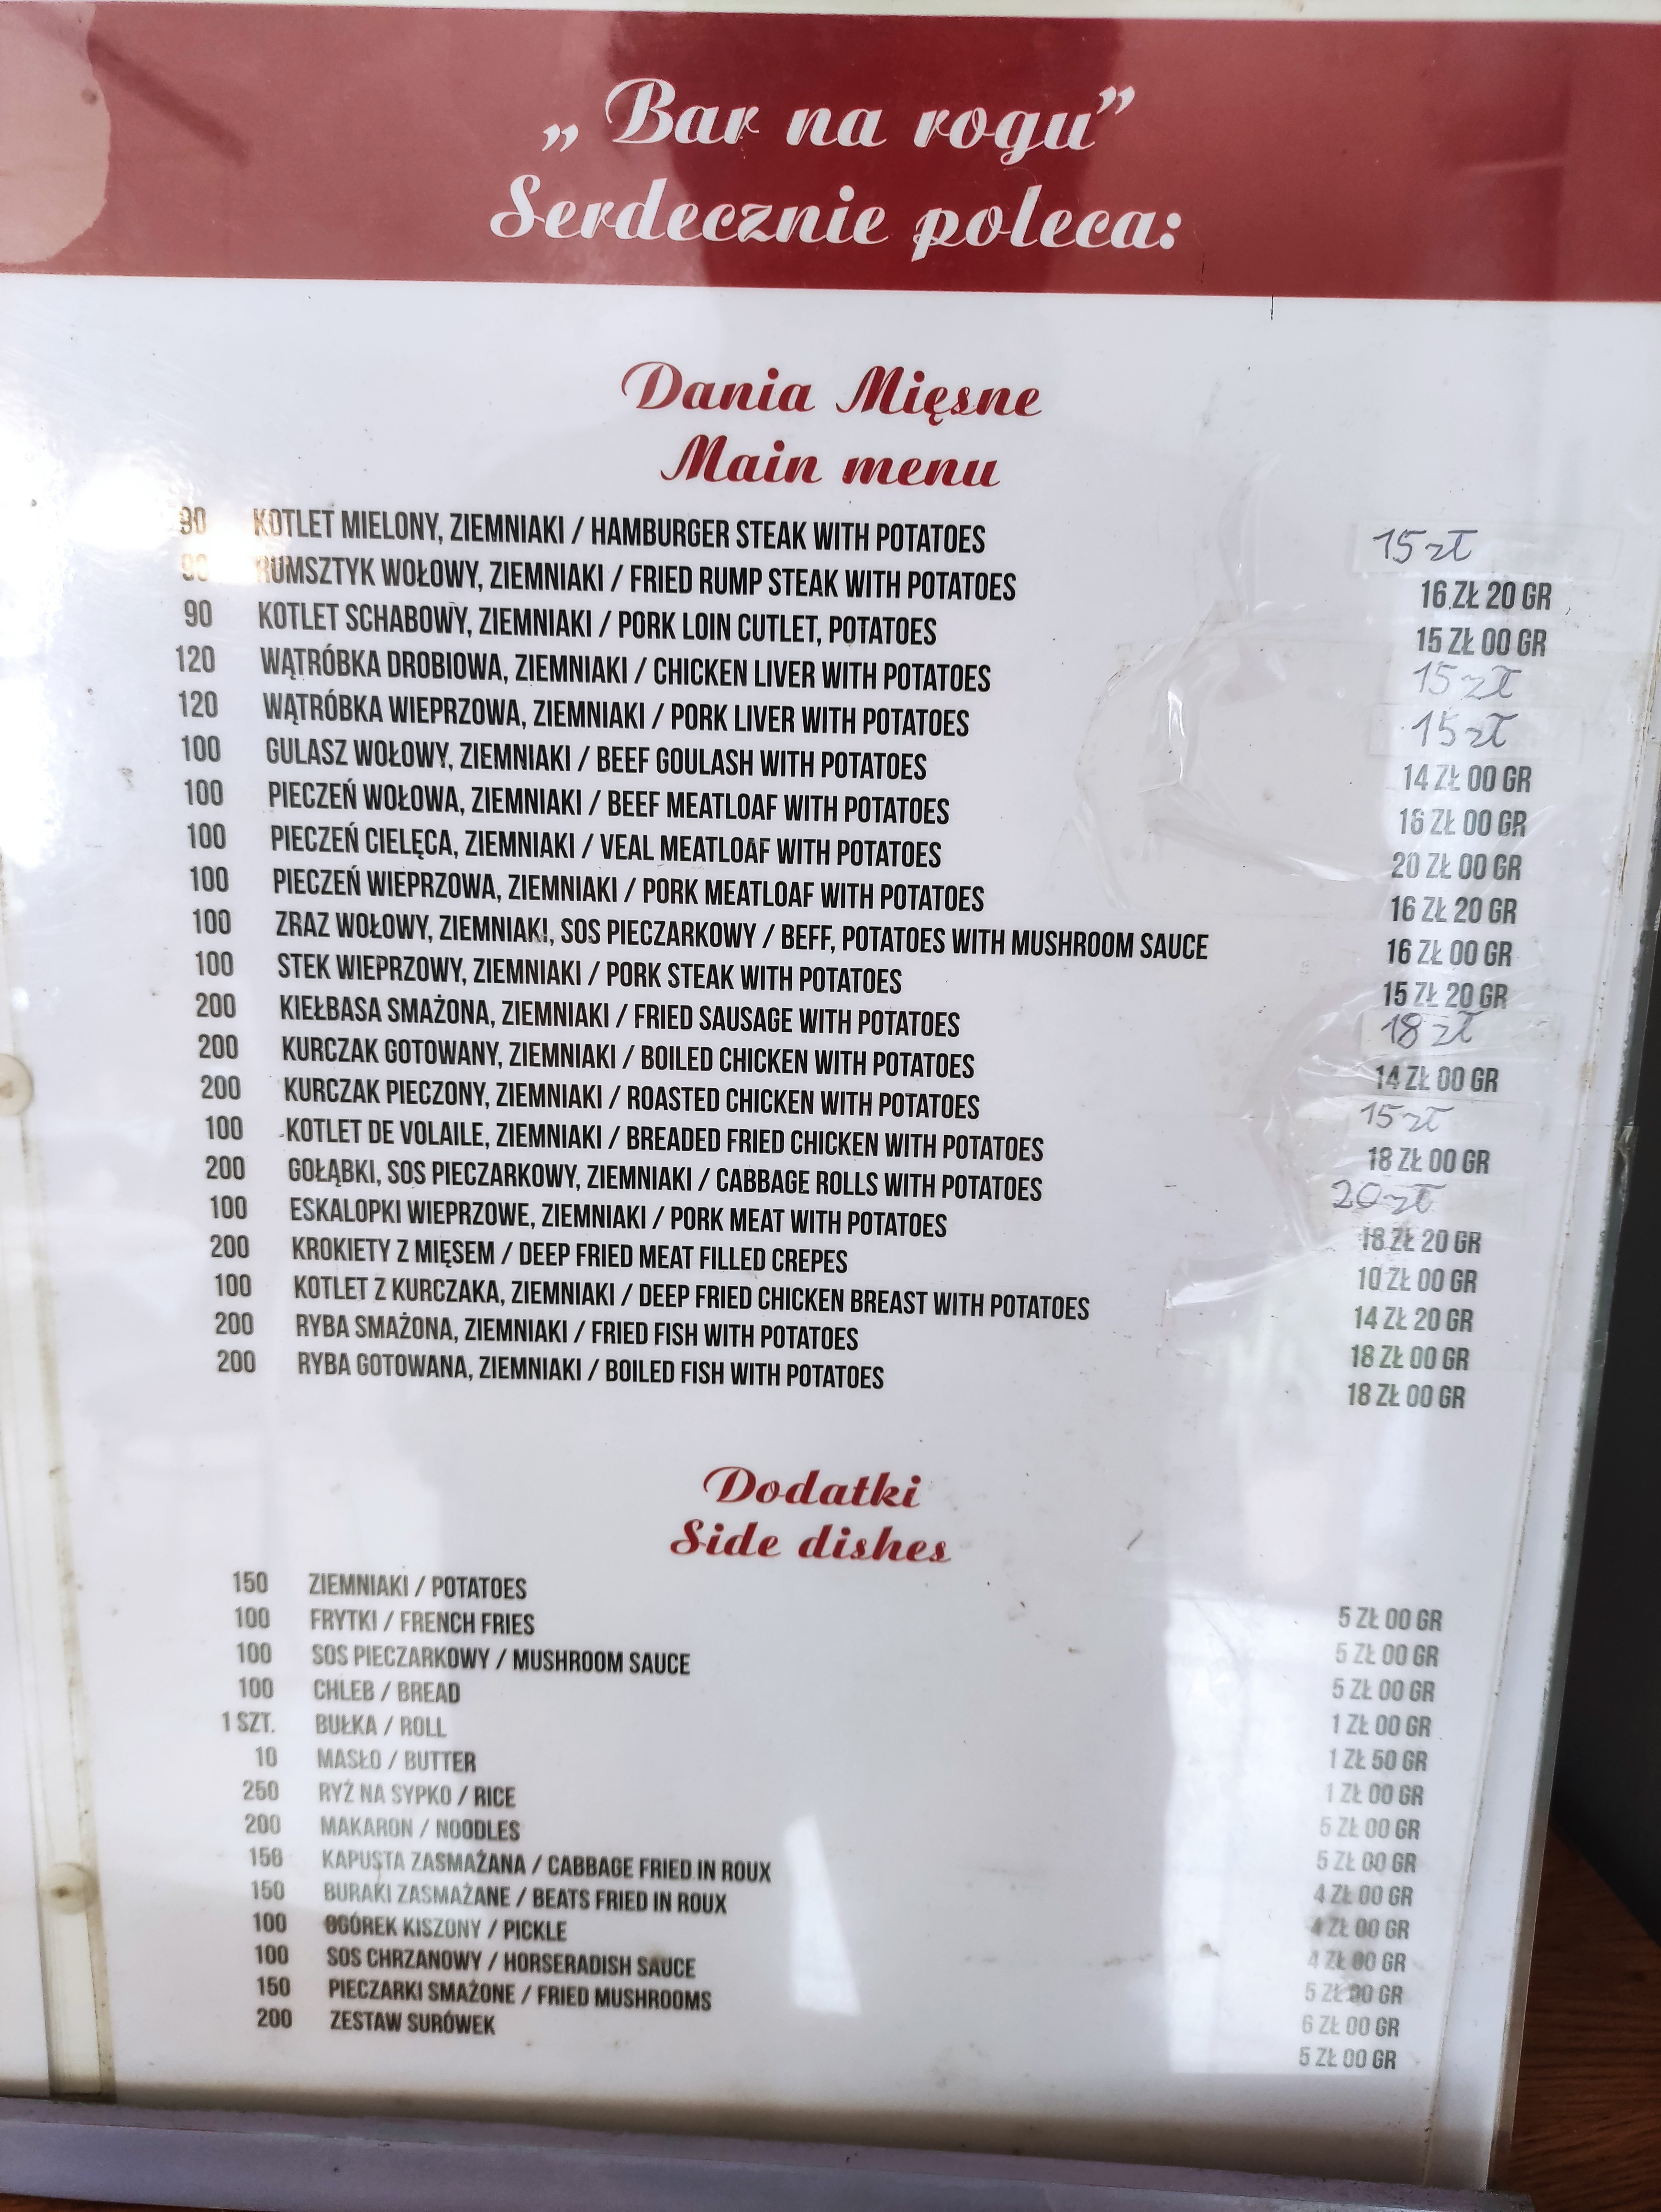 „Bar na rogu”
Serdecznie poleca:
Dania Mięsne
Main menu
90 KOTLET MIELONY, ZIEMNIAKI / HAMBURGER STEAK WITH POTATOES 15 zł
90 RUMSZTYK WOŁOWY, ZIEMNIAKI / FRIED RUMP STEAK WITH POTATOES 16 ZŁ 20 GR
90 KOTLET SCHABOWY, ZIEMNIAKI / PORK LOIN CUTLET, POTATOES 15 ZŁ 00 GR
120 WĄTRÓBKA DROBIOWA, ZIEMNIAKI / CHICKEN LIVER WITH POTATOES 15 zł
120 WĄTRÓBKA WIEPRZOWA, ZIEMNIAKI / PORK LIVER WITH POTATOES 15 zł
100 GULASZ WOŁOWY, ZIEMNIAKI / BEEF GOULASH WITH POTATOES 14 ZŁ 00 GR
100 PIECZEŃ WOŁOWA, ZIEMNIAKI / BEEF MEATLOAF WITH POTATOES 16 ZŁ 00 GR
100 PIECZEŃ CIELĘCA, ZIEMNIAKI / VEAL MEATLOAF WITH POTATOES 20 ZŁ 00 GR
100 PIECZEŃ WIEPRZOWA, ZIEMNIAKI / PORK MEATLOAF WITH POTATOES 16 ZŁ 20 GR
100 ZRAZ WOŁOWY, ZIEMNIAKI, SOS PIECZARKOWY / BEFF, POTATOES WITH MUSHROOM SAUCE 16 ZŁ 00 GR
100 STEK WIEPRZOWY, ZIEMNIAKI / PORK STEAK WITH POTATOES 15 ZŁ 20 GR
200 KIEŁBASA SMAŻONA, ZIEMNIAKI / FRIED SAUSAGE WITH POTATOES 18 zł
200 KURCZAK GOTOWANY, ZIEMNIAKI / BOILED CHICKEN WITH POTATOES 14 ZŁ 00 GR
200 KURCZAK PIECZONY, ZIEMNIAKI / ROASTED CHICKEN WITH POTATOES 15 zł
100 KOTLET DE VOLAILE, ZIEMNIAKI / BREADED FRIED CHICKEN WITH POTATOES 18 ZŁ 00 GR
200 GOŁĄBKI, SOS PIECZARKOWY, ZIEMNIAKI / CABBAGE ROLLS WITH POTATOES 20 zł
100 ESKALOPKI WIEPRZOWE, ZIEMNIAKI / PORK MEAT WITH POTATOES 18 ZŁ 20 GR
200 KROKIETY Z MIĘSEM / DEEP FRIED MEAT FILLED CREPES 10 ZŁ 00 GR
100 KOTLET Z KURCZAKA, ZIEMNIAKI / DEEP FRIED CHICKEN BREAST WITH POTATOES 14 ZŁ 20 GR
200 RYBA SMAŻONA, ZIEMNIAKI / FRIED FISH WITH POTATOES 18 ZŁ 00 GR
200 RYBA GOTOWANA, ZIEMNIAKI / BOILED FISH WITH POTATOES 18 ZŁ 00 GR
Dodatki
Side dishes
150 ZIEMNIAKI / POTATOES 5 ZŁ 00 GR
100 FRYTKI / FRENCH FRIES 5 ZŁ 00 GR
100 SOS PIECZARKOWY / MUSHROOM SAUCE 5 ZŁ 00 GR
100 CHLEB / BREAD 1 ZŁ 00 GR
1 SZT. BUŁKA / ROLL 1 ZŁ 50 GR
10 MASŁO / BUTTER 1 ZŁ 00 GR
250 RYŻ NA SYPKO / RICE 5 ZŁ 00 GR
200 MAKARON / NOODLES 5 ZŁ 00 GR
150 KAPUSTA ZASMAŻANA / CABBAGE FRIED IN ROUX 4 ZŁ 00 GR
150 BURAKI ZASMAŻANE / BEATS FRIED IN ROUX 4 ZŁ 00 GR
100 OGÓREK KISZONY / PICKLE 4 ZŁ 00 GR
100 SOS CHRZANOWY / HORSERADISH SAUCE 5 ZŁ 00 GR
150 PIECZARKI SMAŻONE / FRIED MUSHROOMS 6 ZŁ 00 GR
200 ZESTAW SURÓWEK 5 ZŁ 00 GR